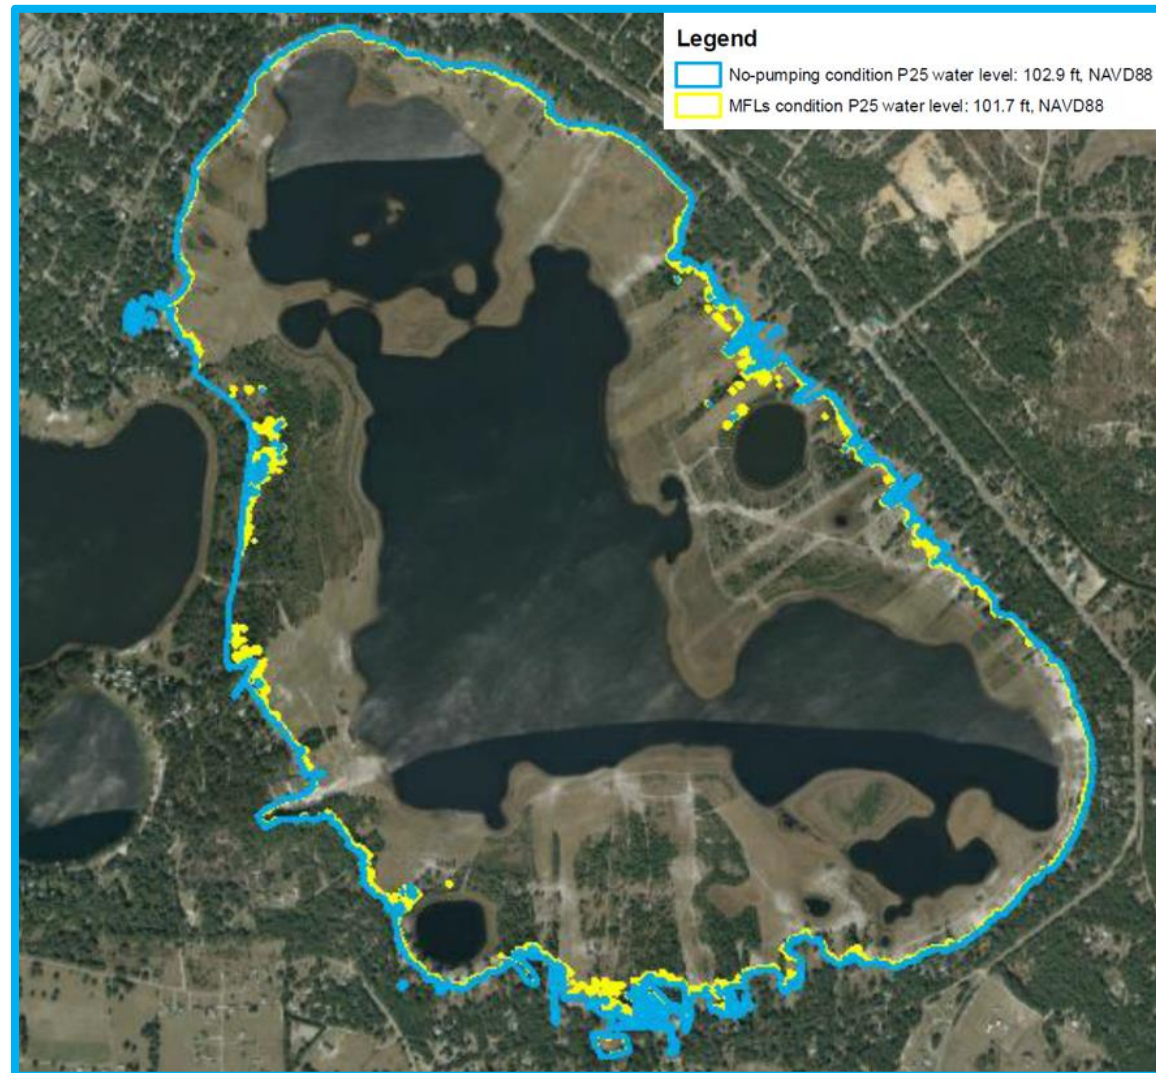 Legend
No-pumping condition P25 water level: 102.9 ft, NAVD88
MFLs condition P25 water level: 101.7 ft, NAVD88